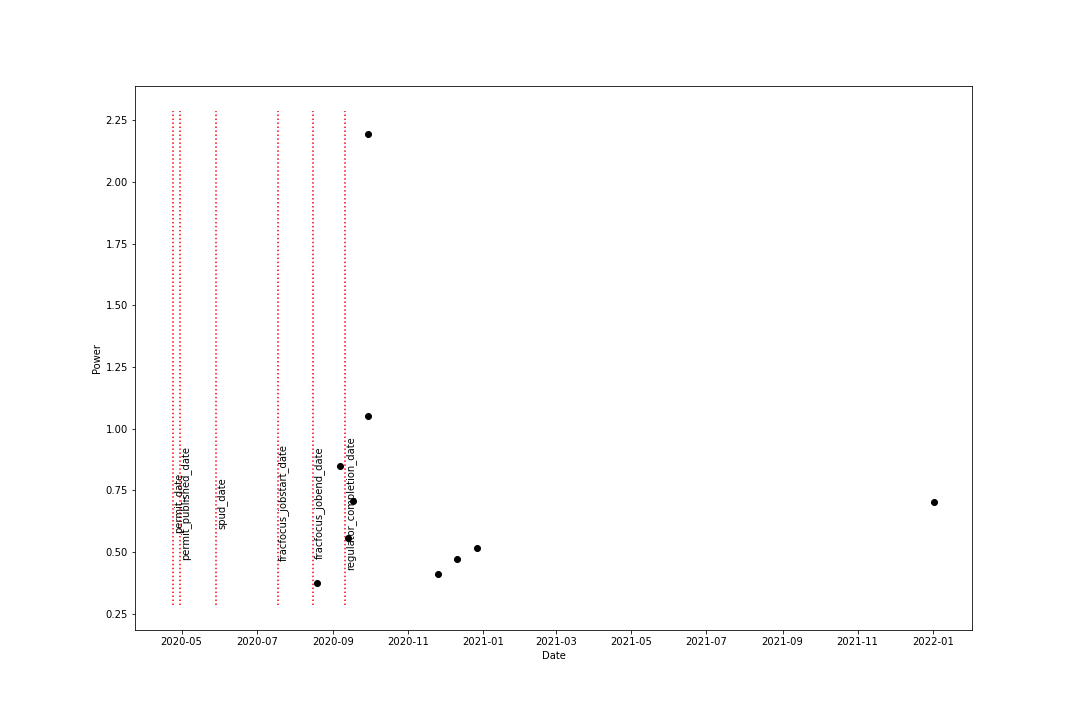 2.25
2.00
1.75
1.50
1.25
1.00
0.75
0.50
0.25
Power
permit_date
permit_published_date
spud_date
fracfocus_jobstart_date
fracfocus_jobend_date
regulator_completion_date
2020-05
2020-07
2020-09
2020-11
2021-01
2021-03
2021-05
2021-07
2021-09
2021-11
2022-01
Date